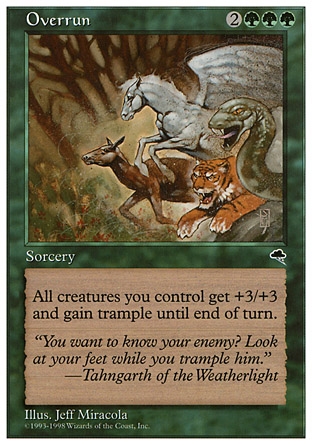 Overrun 2
Sorcery
All creatures you control get +3/+3
and gain trample until end of turn.
“You want to know your enemy? Look
at your feet while you trample him.”
—Tahngarth of the Weatherlight
Illus. Jeff Miracola
©1993-1998 Wizards of the Coast, Inc.